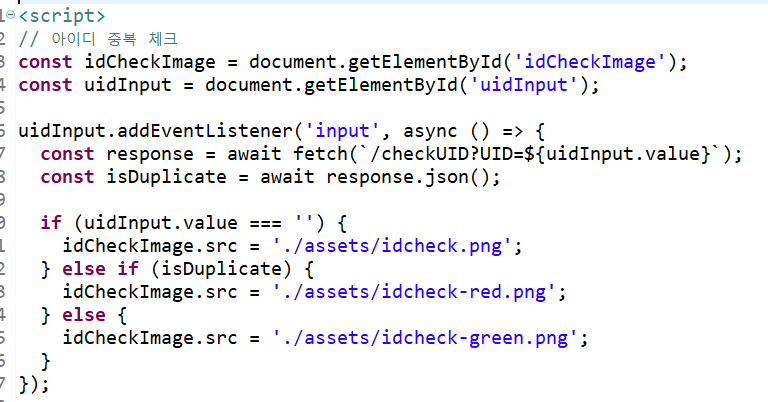 <script>
// 아이디 중복 체크
const idCheckImage = document.getElementById('idCheckImage');
const uidInput = document.getElementById('uidInput');
uidInput.addEventListener('input', async () => {
const response = await fetch(`/checkUID?UID=${uidInput.value}`);
const isDuplicate = await response.json();
if (uidInput.value === '') {
idCheckImage.src = './assets/idcheck.png';
} else if (isDuplicate) {
idCheckImage.src = './assets/idcheck-red.png';
} else {
idCheckImage.src = './assets/idcheck-green.png';
}
});